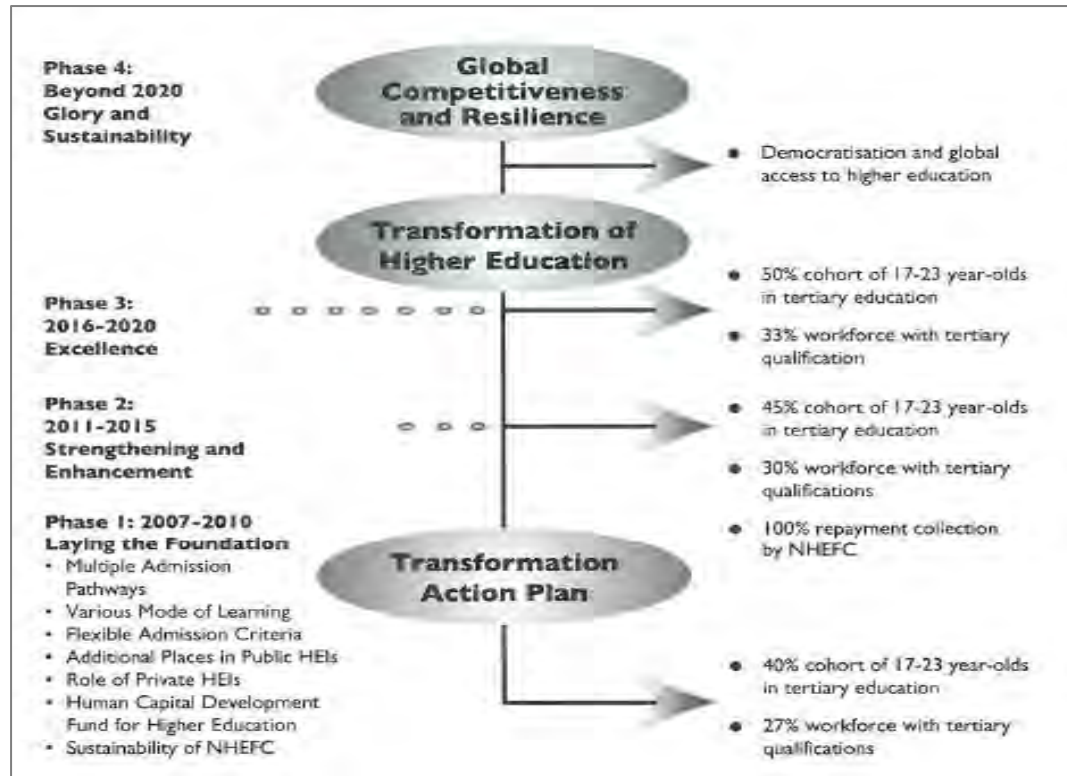 Phase 4:
Beyond 2020
Glory and
Sustainability
Global
Competitiveness
and Resilience
● Democratisation and global
access to higher education
Transformation of
Higher Education
Phase 3:
2016-2020
Excellence
● 50% cohort of 17-23 year-olds
in tertiary education
● 33% workforce with tertiary
qualification
Phase 2:
2011-2015
Strengthening and
Enhancement
● 45% cohort of 17-23 year-olds
in tertiary education
● 30% workforce with tertiary
qualifications
● 100% repayment collection
by NHEFC
Phase 1: 2007-2010
Laying the Foundation
• Multiple Admission
Pathways
• Various Mode of Learning
• Flexible Admission Criteria
• Additional Places in Public HEIs
• Role of Private HEIs
• Human Capital Development
Fund for Higher Education
• Sustainability of NHEFC
Transformation
Action Plan
● 40% cohort of 17-23 year-olds
in tertiary education
● 27% workforce with tertiary
qualifications